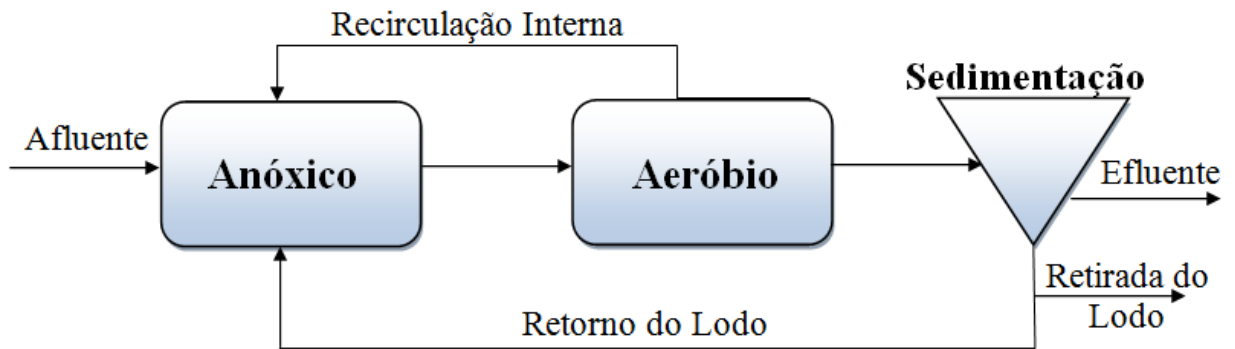 Recirculação Interna
Sedimentação
Afluente
Anóxico
Aeróbio
Efluente
Retirada do
Lodo
Retorno do Lodo